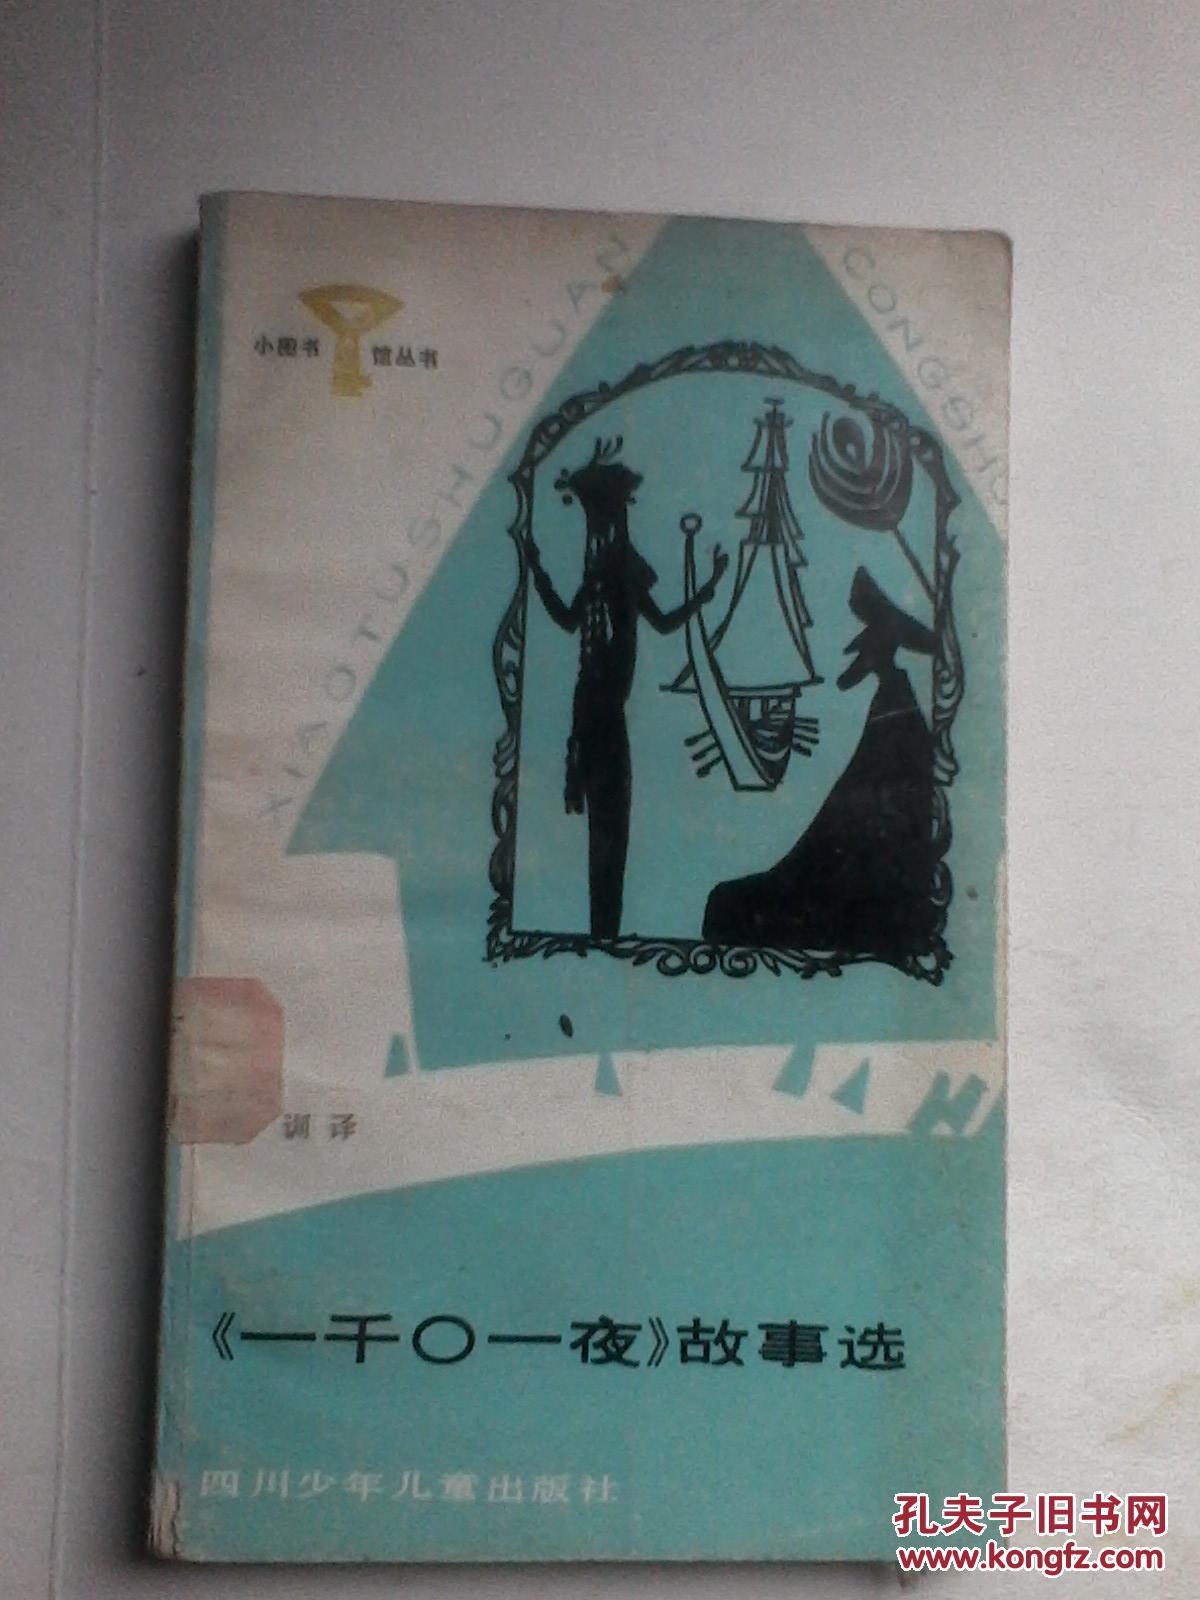 小图书馆丛书
XIAOTUSHUGUAN
CONGSHU
训译
《一千〇一夜》故事选
四川少年儿童出版社
孔夫子旧书网
www.kongfz.com